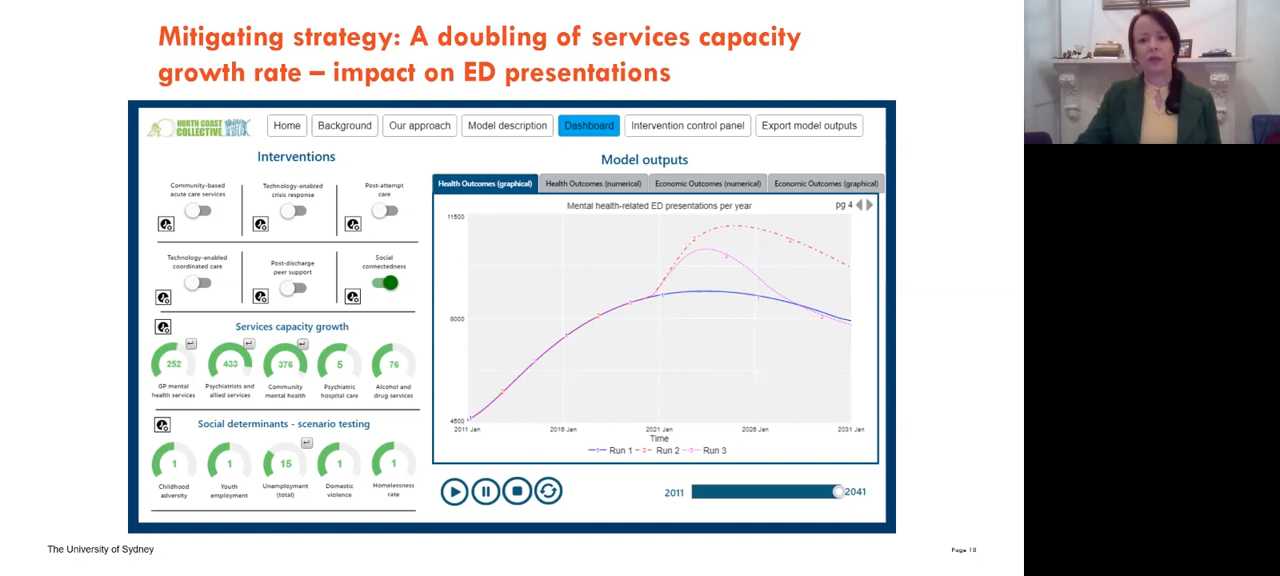 Mitigating strategy: A doubling of services capacity
growth rate – impact on ED presentations
NORTH COAST
COLLECTIVE
Home
Background
Our approach
Model description
Dashboard
Intervention control panel
Export model outputs
Interventions
Community-based
acute care services
Technology-enabled
crisis response
Post-attempt
care
Technology-enabled
coordinated care
Post-discharge
peer support
Social
connectedness
Services capacity growth
252
433
376
5
76
GP mental
health services
Psychiatrists and
allied services
Community
mental health
Psychiatric
hospital care
Alcohol and
drug services
Social determinants - scenario testing
1
1
15
1
1
Childhood
adversity
Youth
employment
Unemployment
(total)
Domestic
violence
Homelessness
rate
Model outputs
Health Outcomes (graphical)
Health Outcomes (numerical)
Economic Outcomes (numerical)
Economic Outcomes (graphical)
Mental health-related ED presentations per year
pg 4
11500
8000
4500
2011 Jan
2016 Jan
2021 Jan
2026 Jan
2031 Jan
Time
Run 1
Run 2
Run 3
2011
2041
The University of Sydney
Page 18